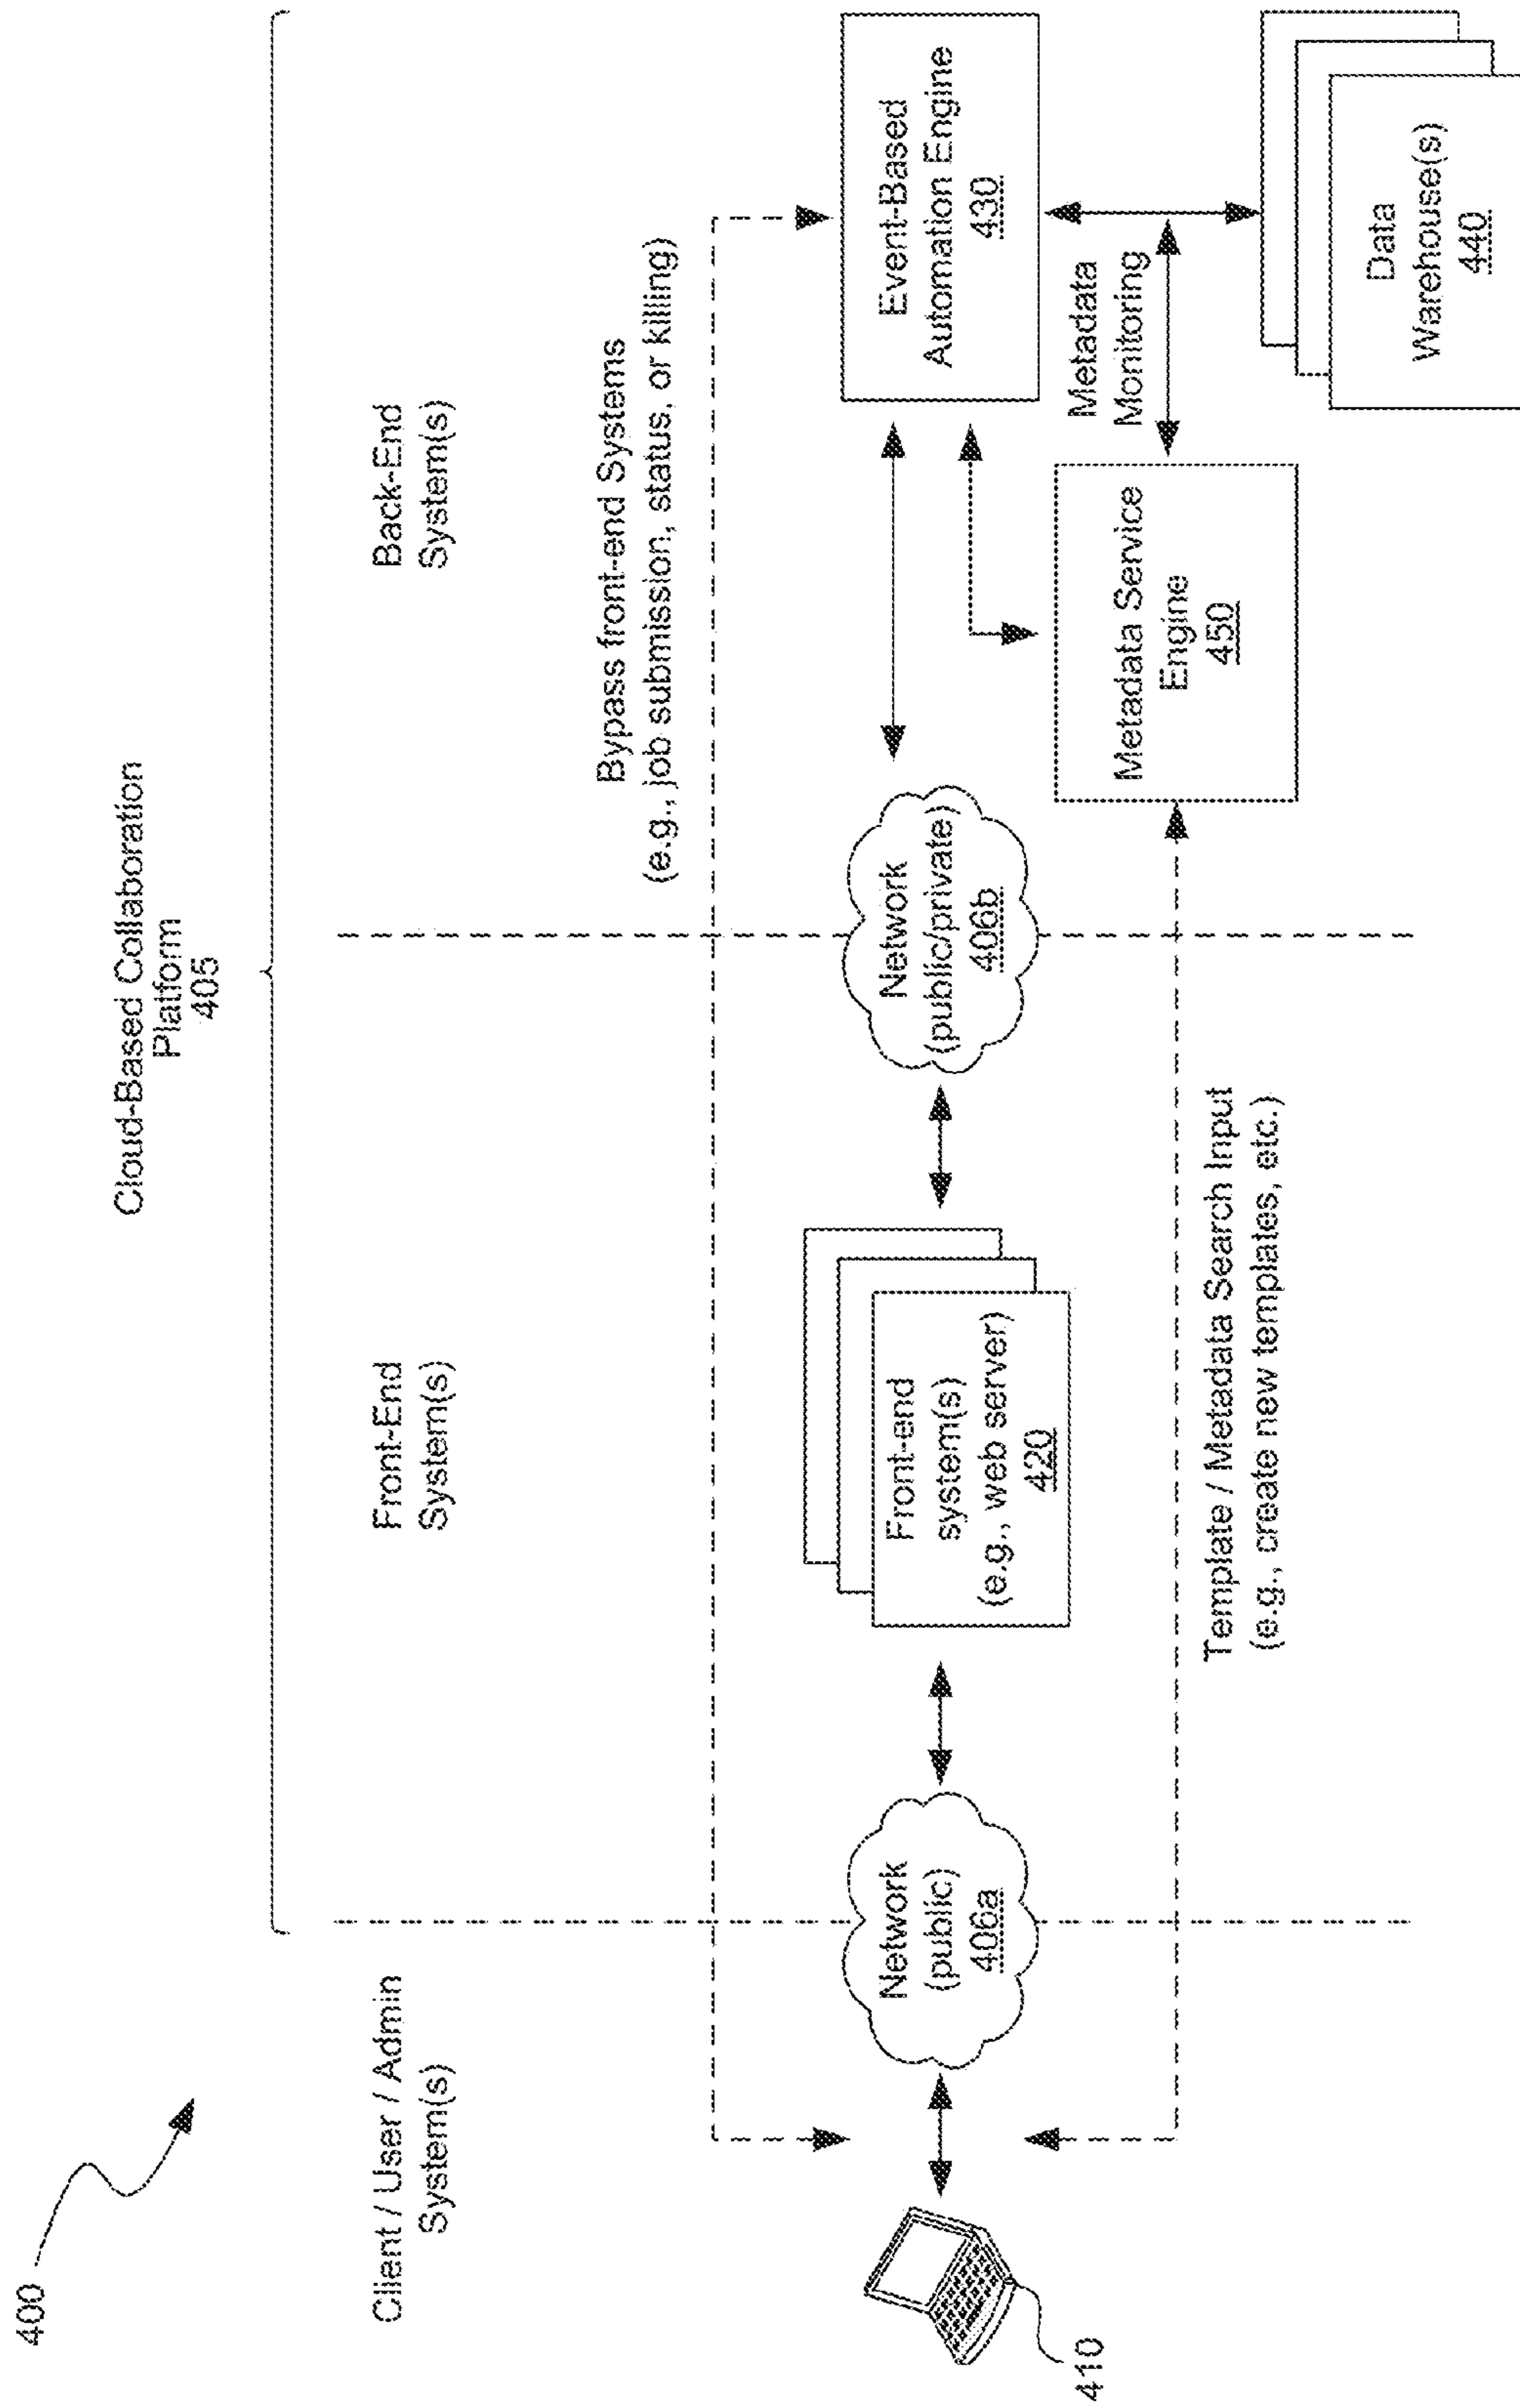 400
Cloud-Based Collaboration
Platform
405
Client / User / Admin
System(s)
Front-End
System(s)
Back-End
System(s)
Bypass front-end Systems
(e.g., job submission, status, or killing)
410
Network
(public)
406a
Front-end
system(s)
(e.g., web server)
420
Network
(public/private)
406b
Event-Based
Automation Engine
430
Metadata
Monitoring
Metadata Service
Engine
450
Data
Warehouse(s)
440
Template / Metadata Search Input
(e.g., create new templates, etc.)